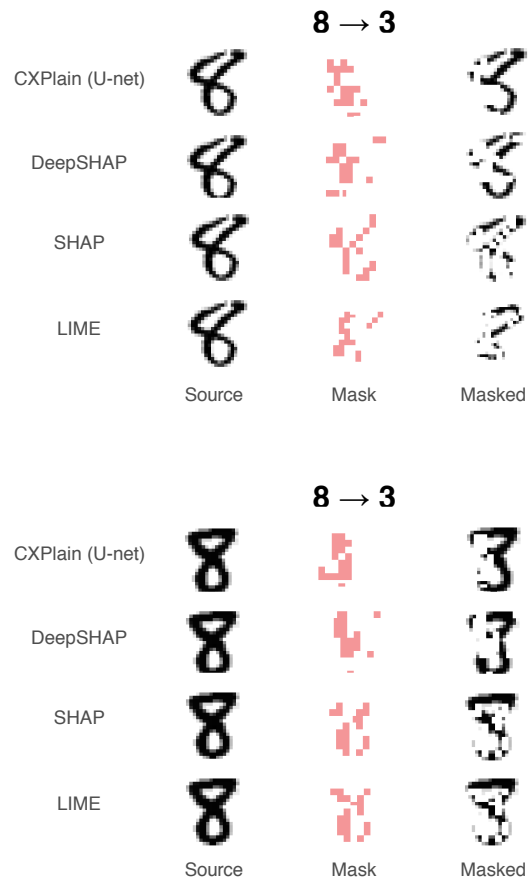 8 → 3
CXPlain (U-net)
DeepSHAP
SHAP
LIME
Source Mask Masked
8 → 3
CXPlain (U-net)
DeepSHAP
SHAP
LIME
Source Mask Masked